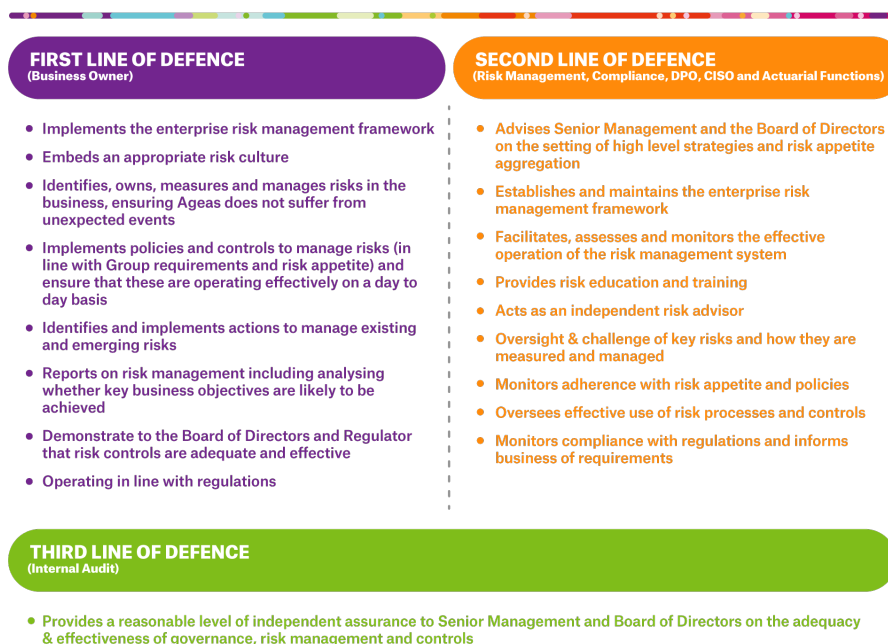 FIRST LINE OF DEFENCE
(Business Owner)
• Implements the enterprise risk management framework
• Embeds an appropriate risk culture
• Identifies, owns, measures and manages risks in the
business, ensuring Ageas does not suffer from
unexpected events
• Implements policies and controls to manage risks (in
line with Group requirements and risk appetite) and
ensure that these are operating effectively on a day to
day basis
• Identifies and implements actions to manage existing
and emerging risks
• Reports on risk management including analysing
whether key business objectives are likely to be
achieved
• Demonstrate to the Board of Directors and Regulator
that risk controls are adequate and effective
• Operating in line with regulations
SECOND LINE OF DEFENCE
(Risk Management, Compliance, DPO, CISO and Actuarial Functions)
• Advises Senior Management and the Board of Directors
on the setting of high level strategies and risk appetite
aggregation
• Establishes and maintains the enterprise risk
management framework
• Facilitates, assesses and monitors the effective
operation of the risk management system
• Provides risk education and training
• Acts as an independent risk advisor
• Oversight & challenge of key risks and how they are
measured and managed
• Monitors adherence with risk appetite and policies
• Oversees effective use of risk processes and controls
• Monitors compliance with regulations and informs
business of requirements
THIRD LINE OF DEFENCE
(Internal Audit)
• Provides a reasonable level of independent assurance to Senior Management and Board of Directors on the adequacy
& effectiveness of governance, risk management and controls